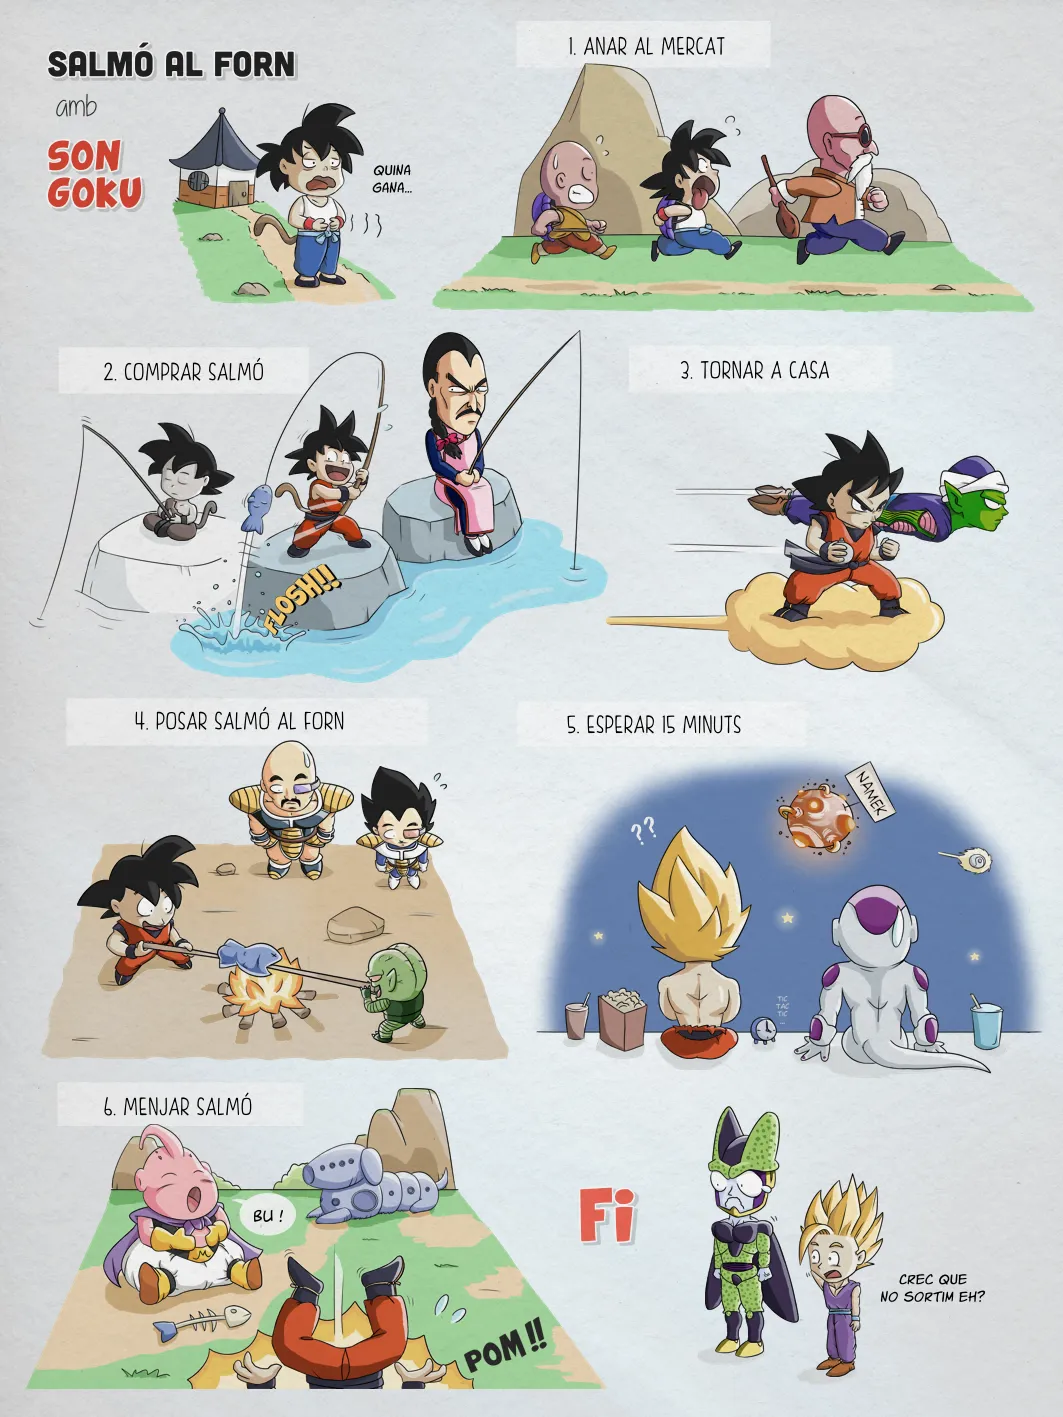 SALMÓ AL FORN
amb
SON
GOKU
QUINA
GANA...
1. ANAR AL MERCAT
2. COMPRAR SALMÓ
FLOSH!!
3. TORNAR A CASA
4. POSAR SALMÓ AL FORN
5. ESPERAR 15 MINUTS
NAMEK
??
TIC
TAC
TIC
...
6. MENJAR SALMÓ
BU !
M
POM!!
Fi
CREC QUE
NO SORTIM EH?